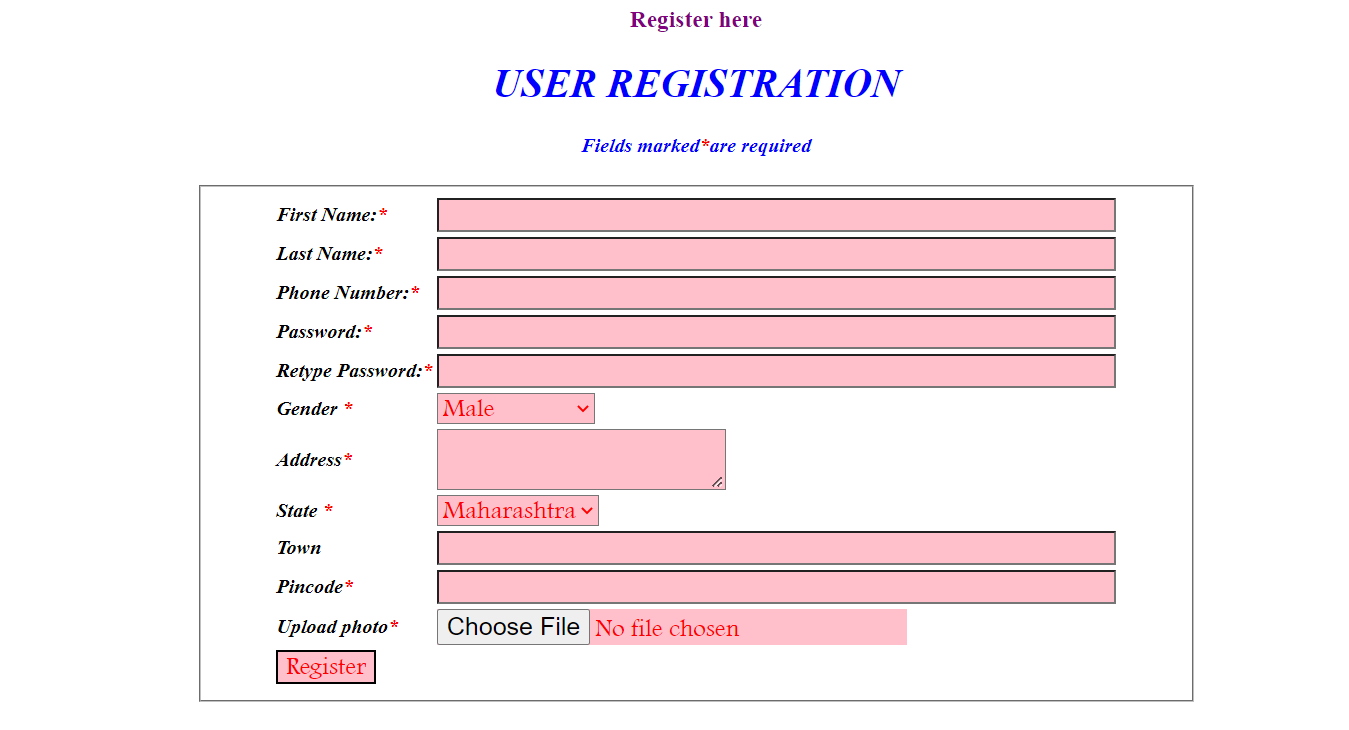 Register here
USER REGISTRATION
Fields marked*are required
First Name:*
Last Name:*
Phone Number:*
Password:*
Retype Password:*
Gender * Male
Address*
State * Maharashtra
Town
Pincode*
Upload photo* Choose File No file chosen
Register